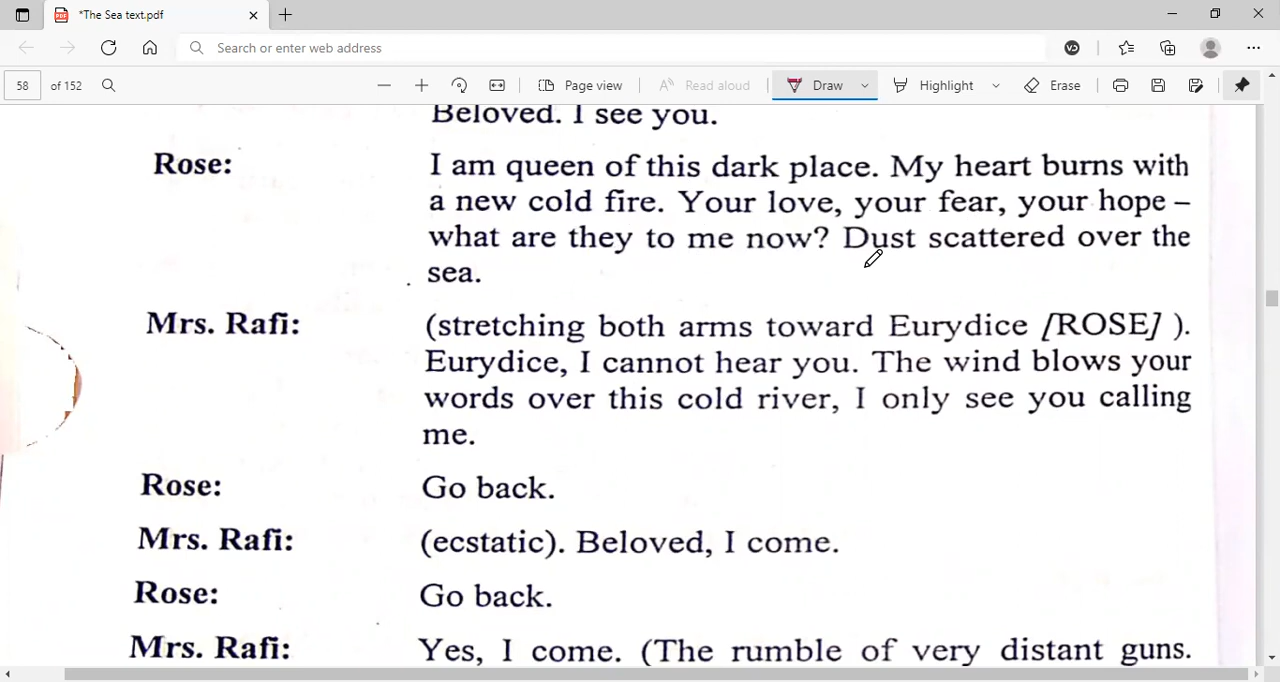 *The Sea text.pdf
Search or enter web address
58 of 152
Page view
Read aloud
Draw
Highlight
Erase
Beloved. I see you.
Rose: I am queen of this dark place. My heart burns with
a new cold fire. Your love, your fear, your hope –
what are they to me now? Dust scattered over the
sea.
Mrs. Rafi: (stretching both arms toward Eurydice [ROSE] ).
Eurydice, I cannot hear you. The wind blows your
words over this cold river, I only see you calling
me.
Rose: Go back.
Mrs. Rafi: (ecstatic). Beloved, I come.
Rose: Go back.
Mrs. Rafi: Yes, I come. (The rumble of very distant guns.